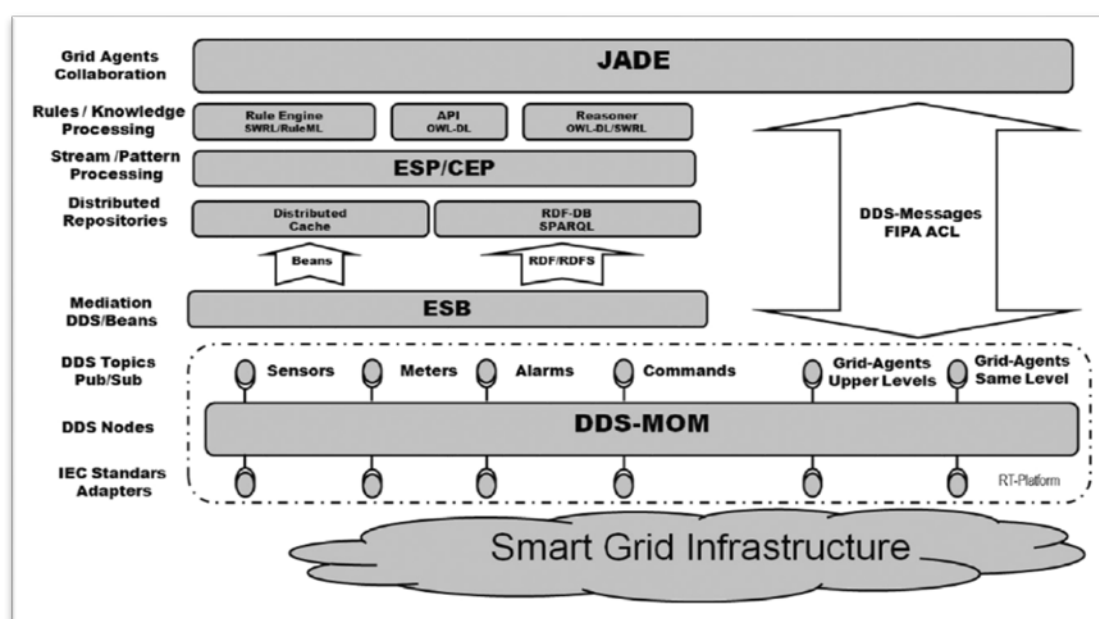 Grid Agents
Collaboration
JADE
Rules / Knowledge
Processing
Rule Engine
SWRL/RuleML
API
OWL-DL
Reasoner
OWL-DL/SWRL
Stream /Pattern
Processing
ESP/CEP
Distributed
Repositories
Distributed
Cache
RDF-DB
SPARQL
DDS-Messages
FIPA ACL
Beans
RDF/RDFS
Mediation
DDS/Beans
ESB
DDS Topics
Pub/Sub
Sensors
Meters
Alarms
Commands
Grid-Agents
Upper Levels
Grid-Agents
Same Level
DDS Nodes
DDS-MOM
IEC Standars
Adapters
RT-Platform
Smart Grid Infrastructure